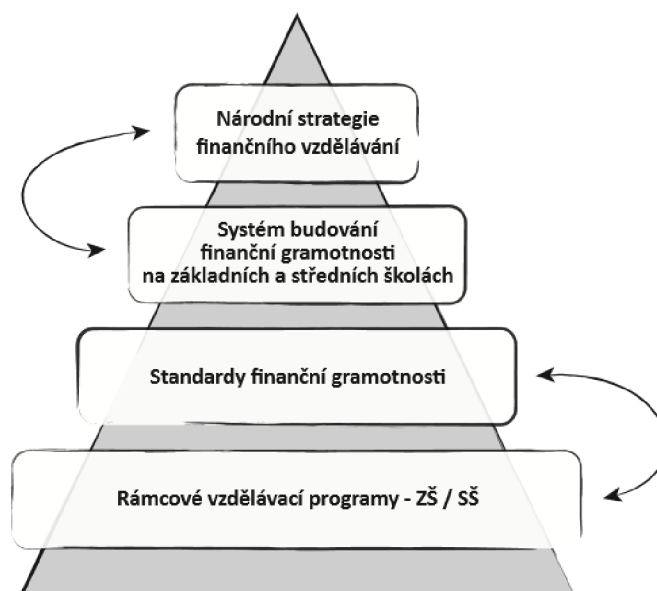 Národní strategie
finančního vzdělávání
Systém budování
finanční gramotnosti
na základních a středních školách
Standardy finanční gramotnosti
Rámcové vzdělávací programy - ZŠ / SŠ